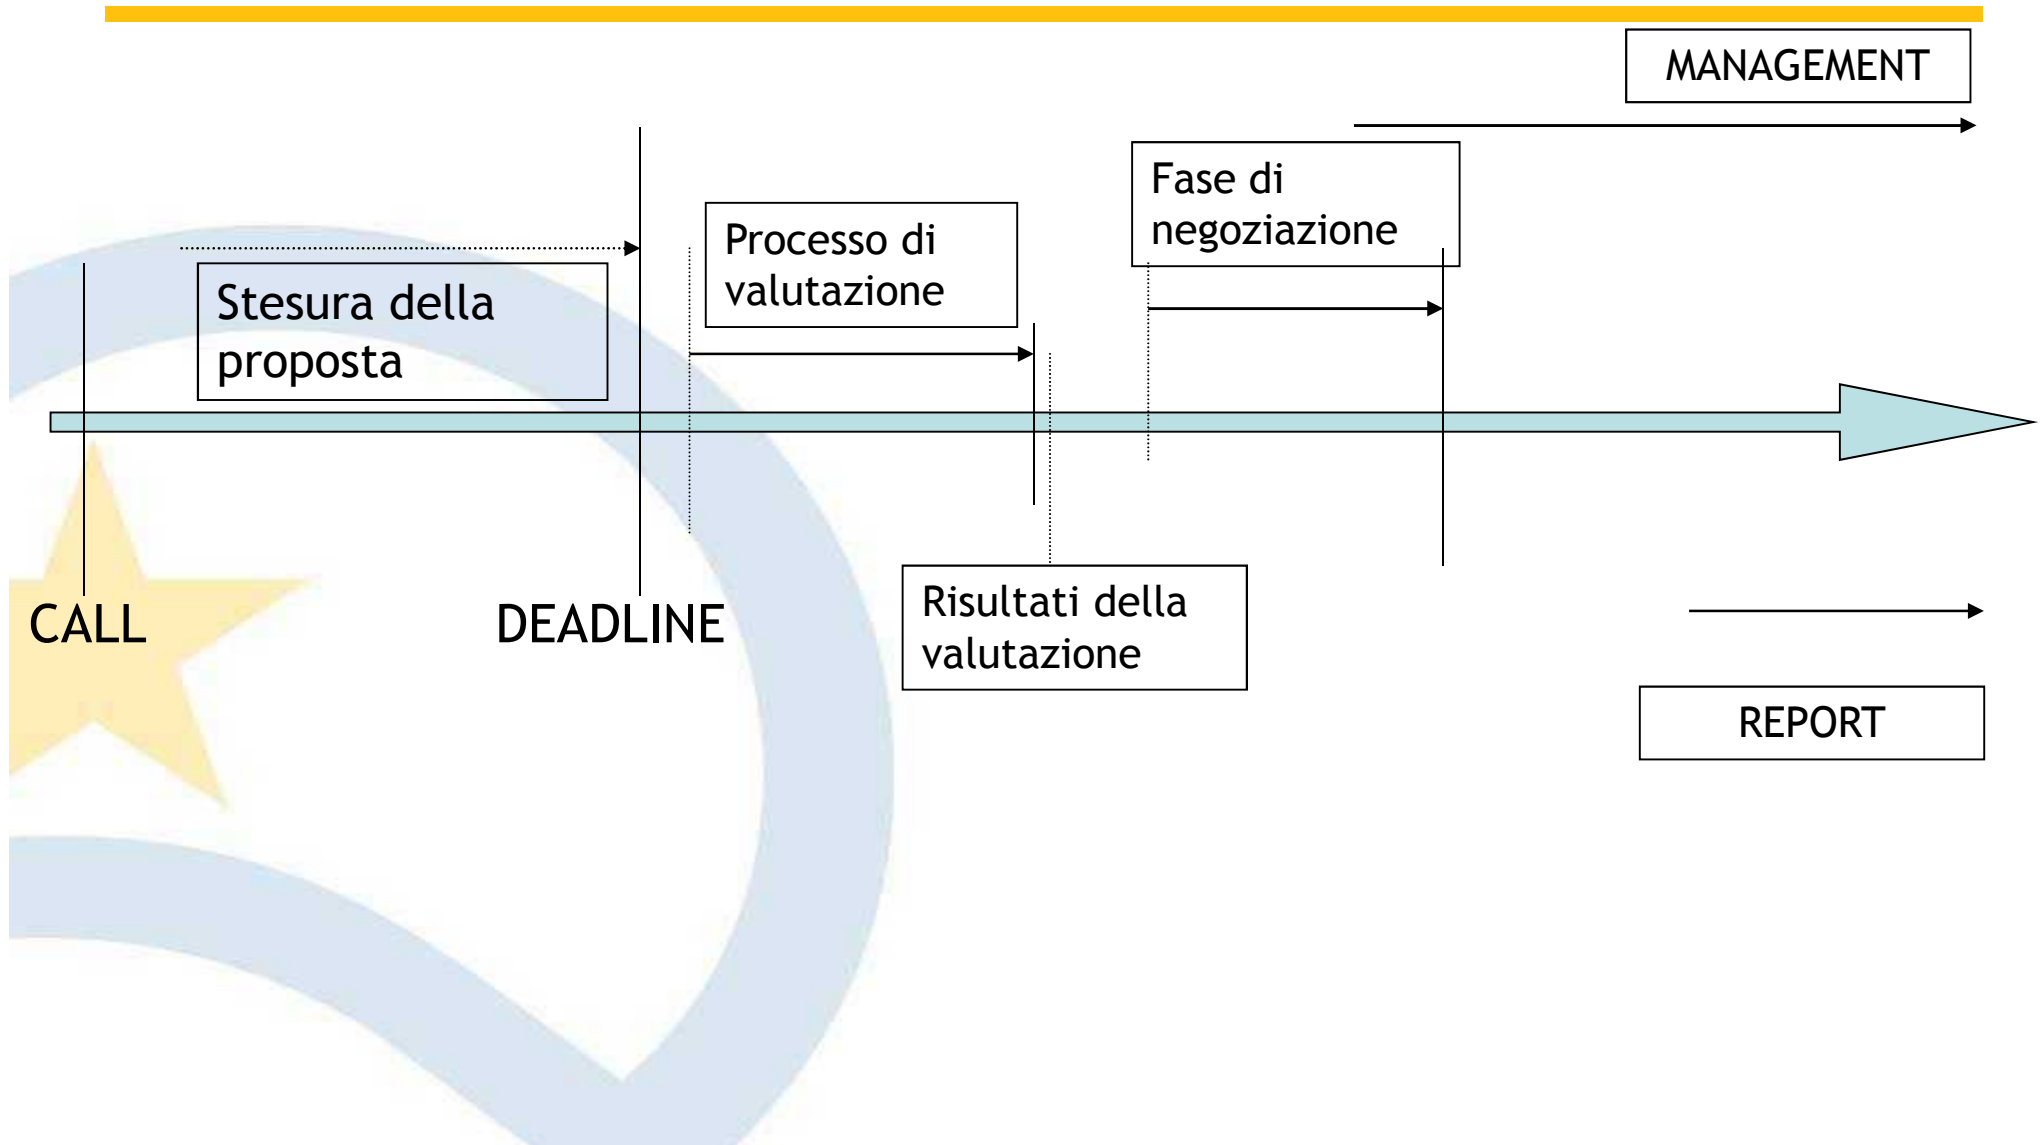 MANAGEMENT
Fase di
negoziazione
Processo di
valutazione
Stesura della
proposta
CALL
DEADLINE
Risultati della
valutazione
REPORT